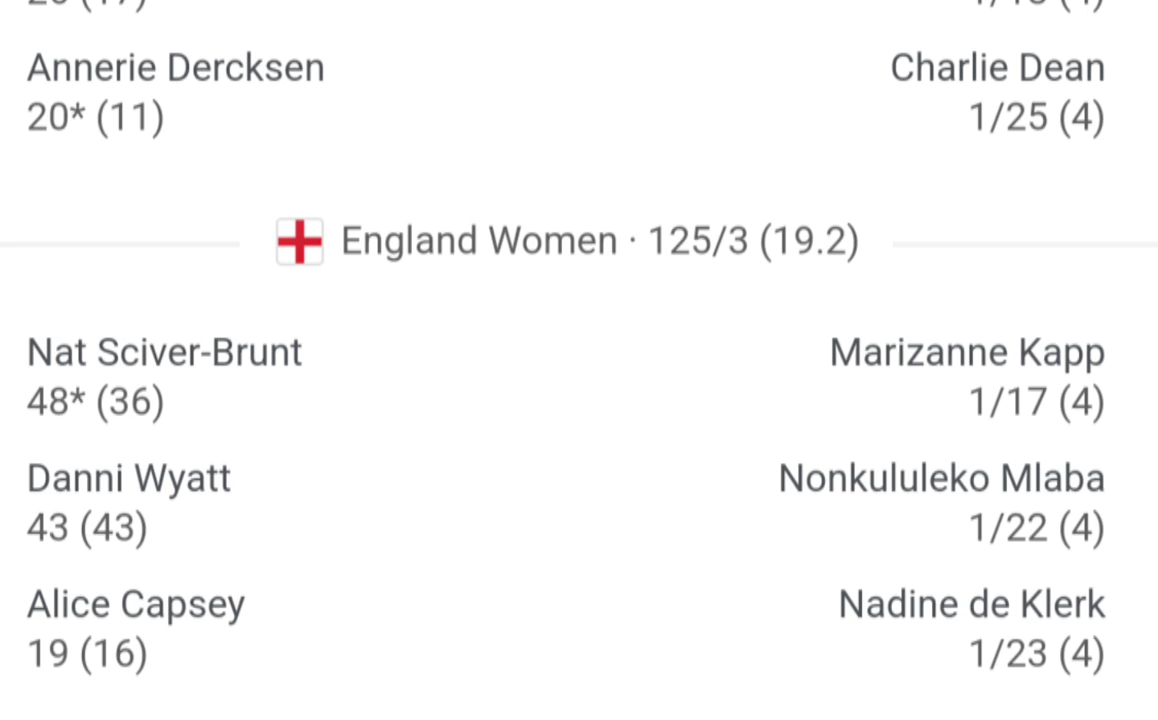 Annerie Dercksen Charlie Dean
20* (11) 1/25 (4)
England Women · 125/3 (19.2)
Nat Sciver-Brunt Marizanne Kapp
48* (36) 1/17 (4)
Danni Wyatt Nonkululeko Mlaba
43 (43) 1/22 (4)
Alice Capsey Nadine de Klerk
19 (16) 1/23 (4)